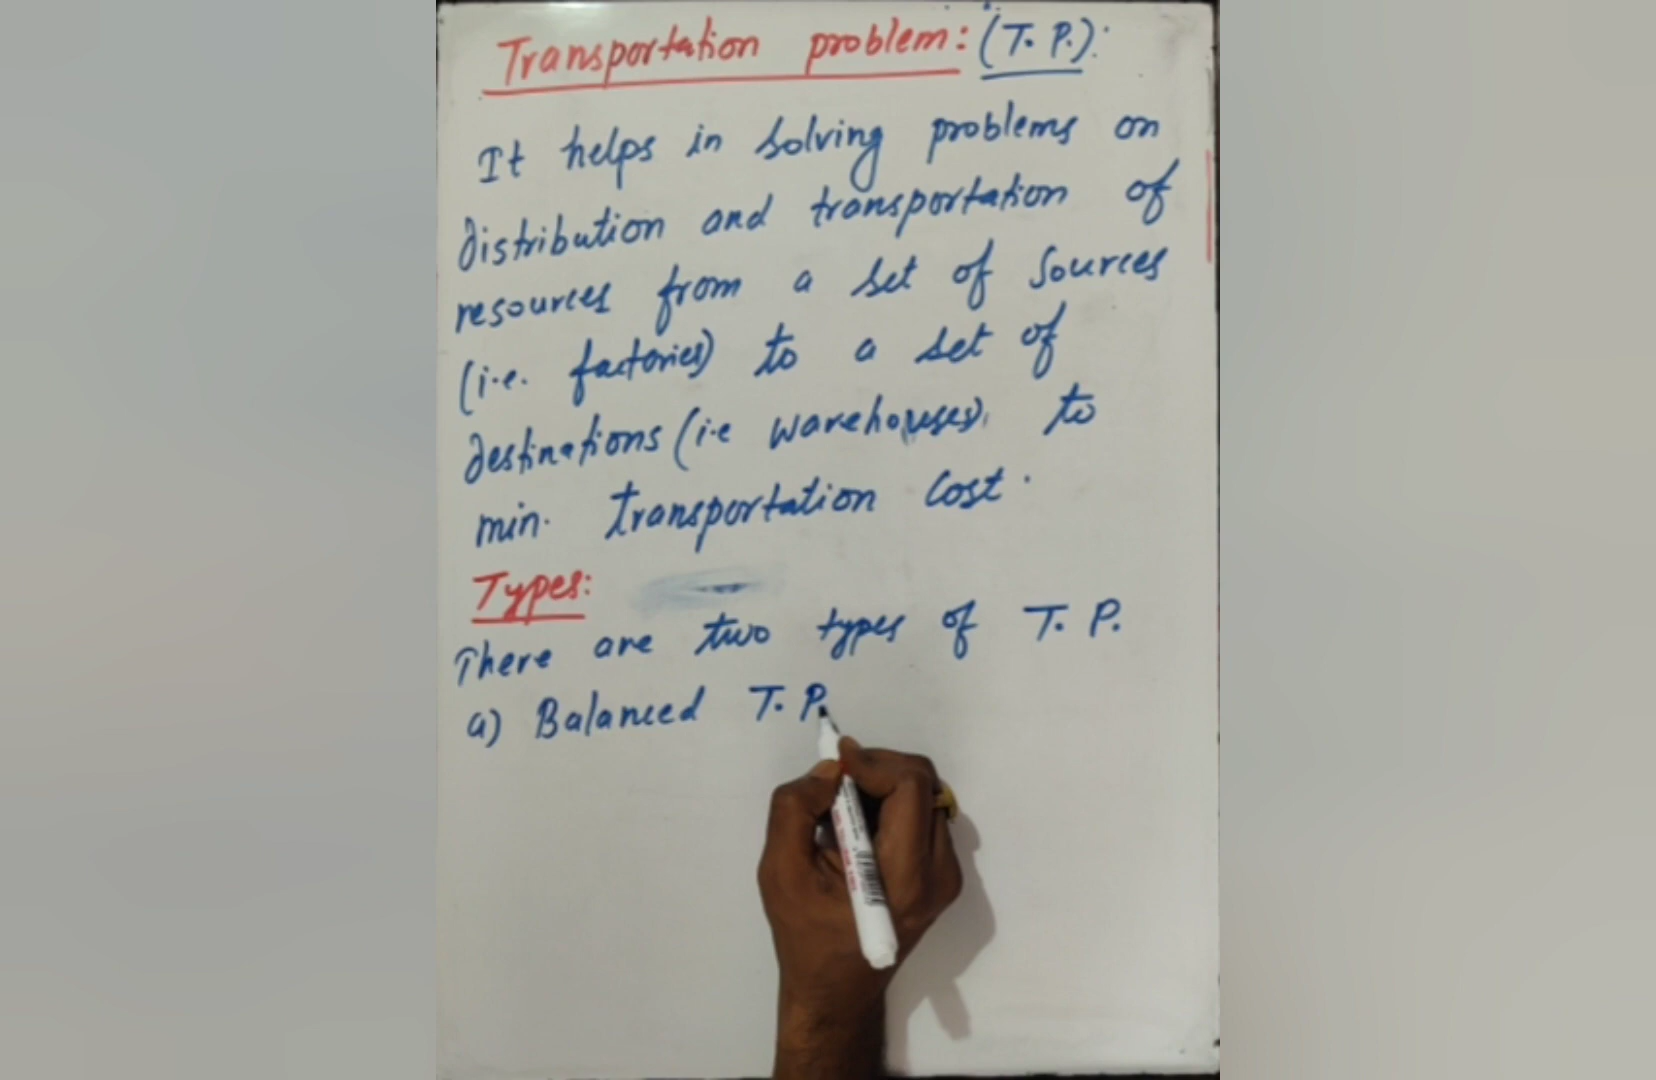 Transportation problem: (T. P.):
It helps in solving problems on
distribution and transportation of
resources from a set of sources
(i.e. factories) to a set of
destinations (i.e warehouses) to
min. transportation cost.
Types:
There are two types of T. P.
a) Balanced T. P.